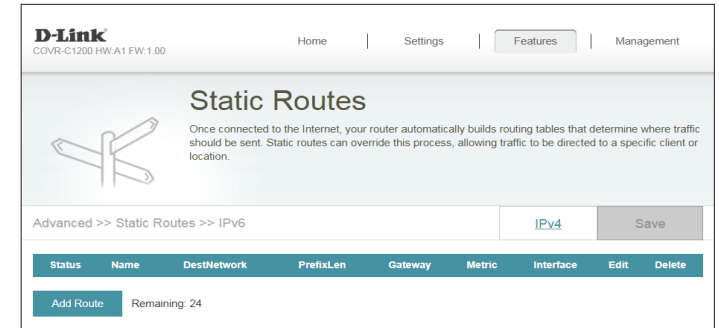 D-Link
COVR-C1200 HW:A1 FW:1.00
Home Settings Features Management
Static Routes
Once connected to the Internet, your router automatically builds routing tables that determine where traffic
should be sent. Static routes can override this process, allowing traffic to be directed to a specific client or
location.
Advanced >> Static Routes >> IPv6 IPv4 Save
Status Name DestNetwork PrefixLen Gateway Metric Interface Edit Delete
Add Route Remaining: 24